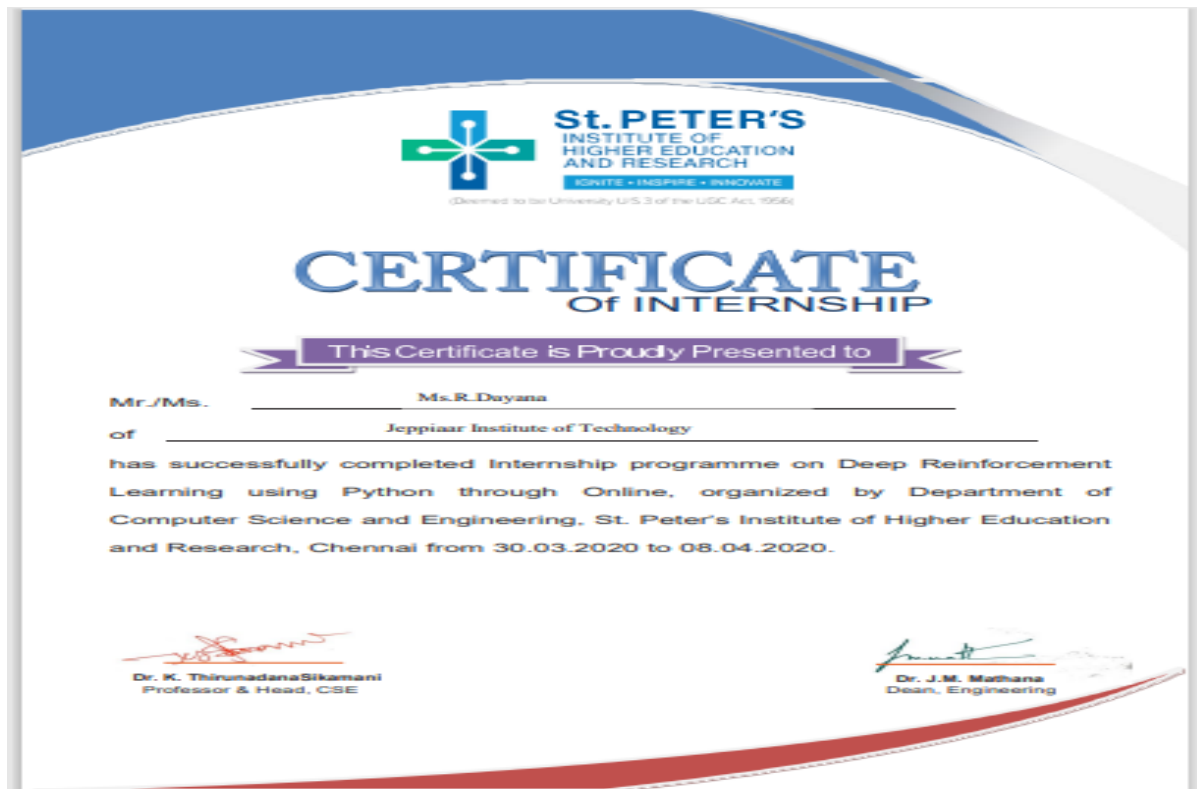 St. PETER'S
INSTITUTE OF
HIGHER EDUCATION
AND RESEARCH
IGNITE • INSPIRE • INNOVATE
(Deemed to be University U/S 3 of the UGC Act. 1956)
CERTIFICATE
Of INTERNSHIP
This Certificate is Proudly Presented to
Mr./Ms. Ms.R.Dayana
of Jeppiaar Institute of Technology
has successfully completed Internship programme on Deep Reinforcement
Learning using Python through Online, organized by Department of
Computer Science and Engineering, St. Peter's Institute of Higher Education
and Research, Chennai from 30.03.2020 to 08.04.2020.
Dr. K. ThirunadanaSikamani
Professor & Head, CSE
Dr. J.M. Mathana
Dean, Engineering